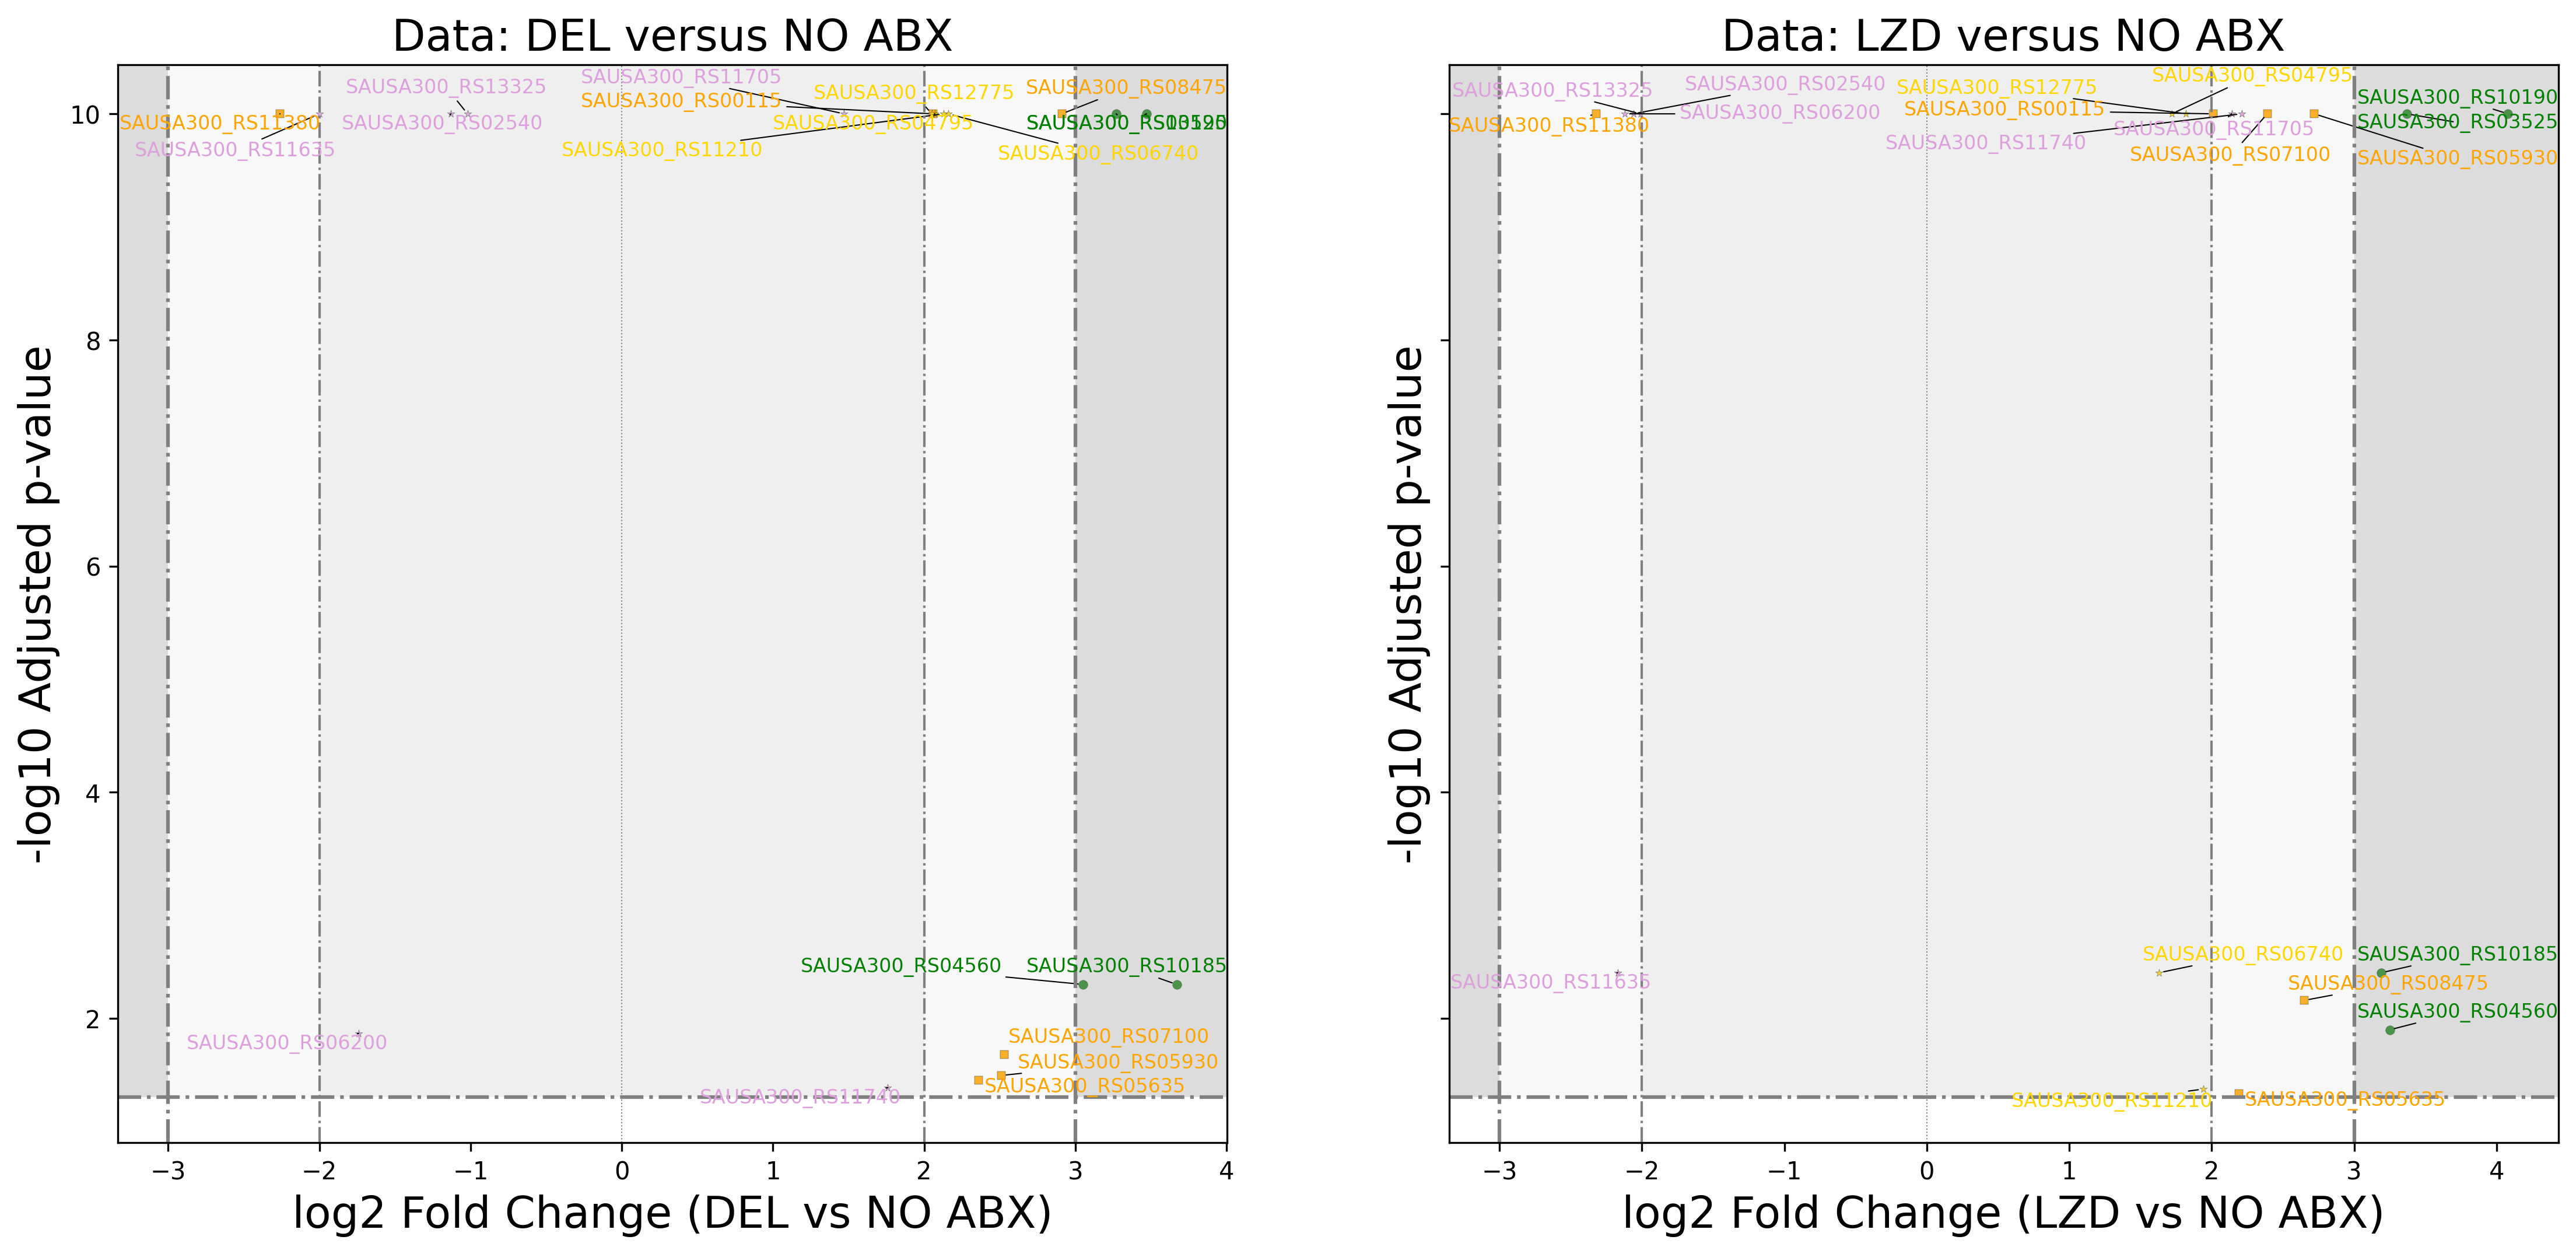 Data: DEL versus NO ABX
SAUSA300_RS11705
SAUSA300_RS13325
SAUSA300_RS12775
SAUSA300_RS08475
SAUSA300_RS00115
SAUSA300_RS11380
SAUSA300_RS02540
SAUSA300_RS04795
SAUSA300_RS11635
SAUSA300_RS11210
SAUSA300_RS06740
SAUSA300_RS04560
SAUSA300_RS10185
SAUSA300_RS07100
SAUSA300_RS06200
SAUSA300_RS05930
SAUSA300_RS05635
SAUSA300_RS11740
10
8
6
4
2
-log10 Adjusted p-value
−3
−2
−1
0
1
2
3
4
log2 Fold Change (DEL vs NO ABX)
Data: LZD versus NO ABX
SAUSA300_RS04795
SAUSA300_RS13325
SAUSA300_RS02540
SAUSA300_RS12775
SAUSA300_RS10190
SAUSA300_RS00115
SAUSA300_RS06200
SAUSA300_RS03525
SAUSA300_RS11380
SAUSA300_RS11705
SAUSA300_RS11740
SAUSA300_RS07100
SAUSA300_RS05930
SAUSA300_RS06740
SAUSA300_RS10185
SAUSA300_RS11635
SAUSA300_RS08475
SAUSA300_RS04560
SAUSA300_RS11210
SAUSA300_RS05635
-log10 Adjusted p-value
−3
−2
−1
0
1
2
3
4
log2 Fold Change (LZD vs NO ABX)